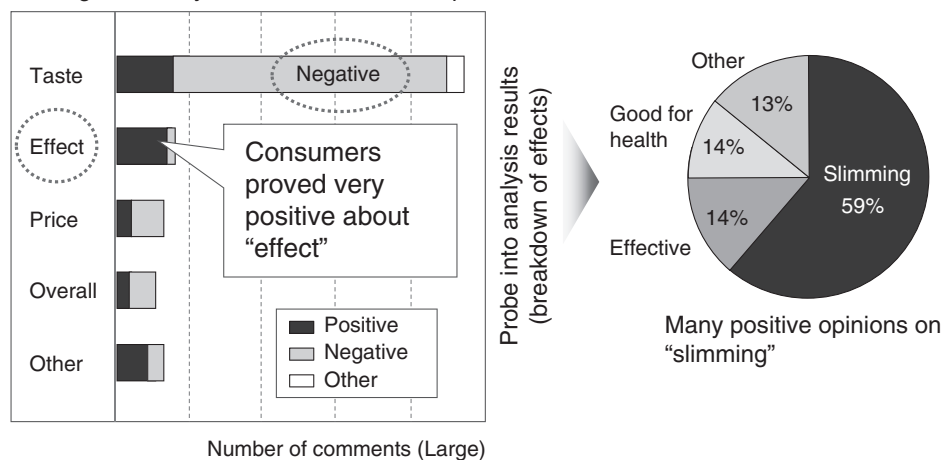 Taste
Negative
Effect
Consumers
proved very
positive about
“effect”
Price
Overall
Other
Positive
Negative
Other
Number of comments (Large)
Probe into analysis results
(breakdown of effects)
Other
13%
Good for
health
14%
Slimming
59%
14%
Effective
Many positive opinions on
“slimming”